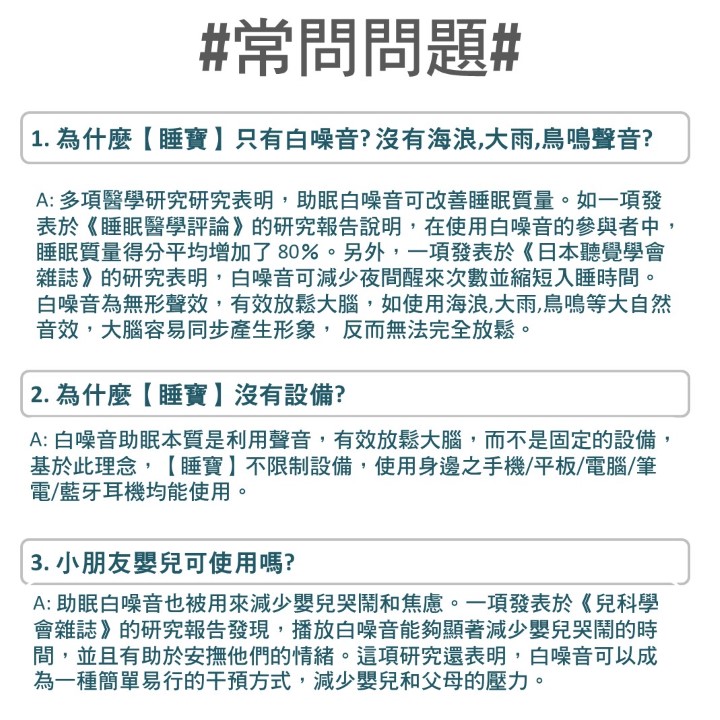 #常問問題#
1. 為什麼【睡寶】只有白噪音? 沒有海浪,大雨,鳥鳴聲音?
A: 多項醫學研究研究表明，助眠白噪音可改善睡眠質量。如一項發
表於《睡眠醫學評論》的研究報告說明，在使用白噪音的參與者中，
睡眠質量得分平均增加了 80%。另外，一項發表於《日本聽覺學會
雜誌》的研究表明，白噪音可減少夜間醒來次數並縮短入睡時間。
白噪音為無形聲效，有效放鬆大腦，如使用海浪,大雨,鳥鳴等大自然
音效，大腦容易同步產生形象， 反而無法完全放鬆。
2. 為什麼【睡寶】沒有設備?
A: 白噪音助眠本質是利用聲音，有效放鬆大腦，而不是固定的設備，
基於此理念，【睡寶】不限制設備，使用身邊之手機/平板/電腦/筆
電/藍牙耳機均能使用。
3. 小朋友嬰兒可使用嗎?
A: 助眠白噪音也被用來減少嬰兒哭鬧和焦慮。一項發表於《兒科學
會雜誌》的研究報告發現，播放白噪音能夠顯著減少嬰兒哭鬧的時
間，並且有助於安撫他們的情緒。這項研究還表明，白噪音可以成
為一種簡單易行的干預方式，減少嬰兒和父母的壓力。